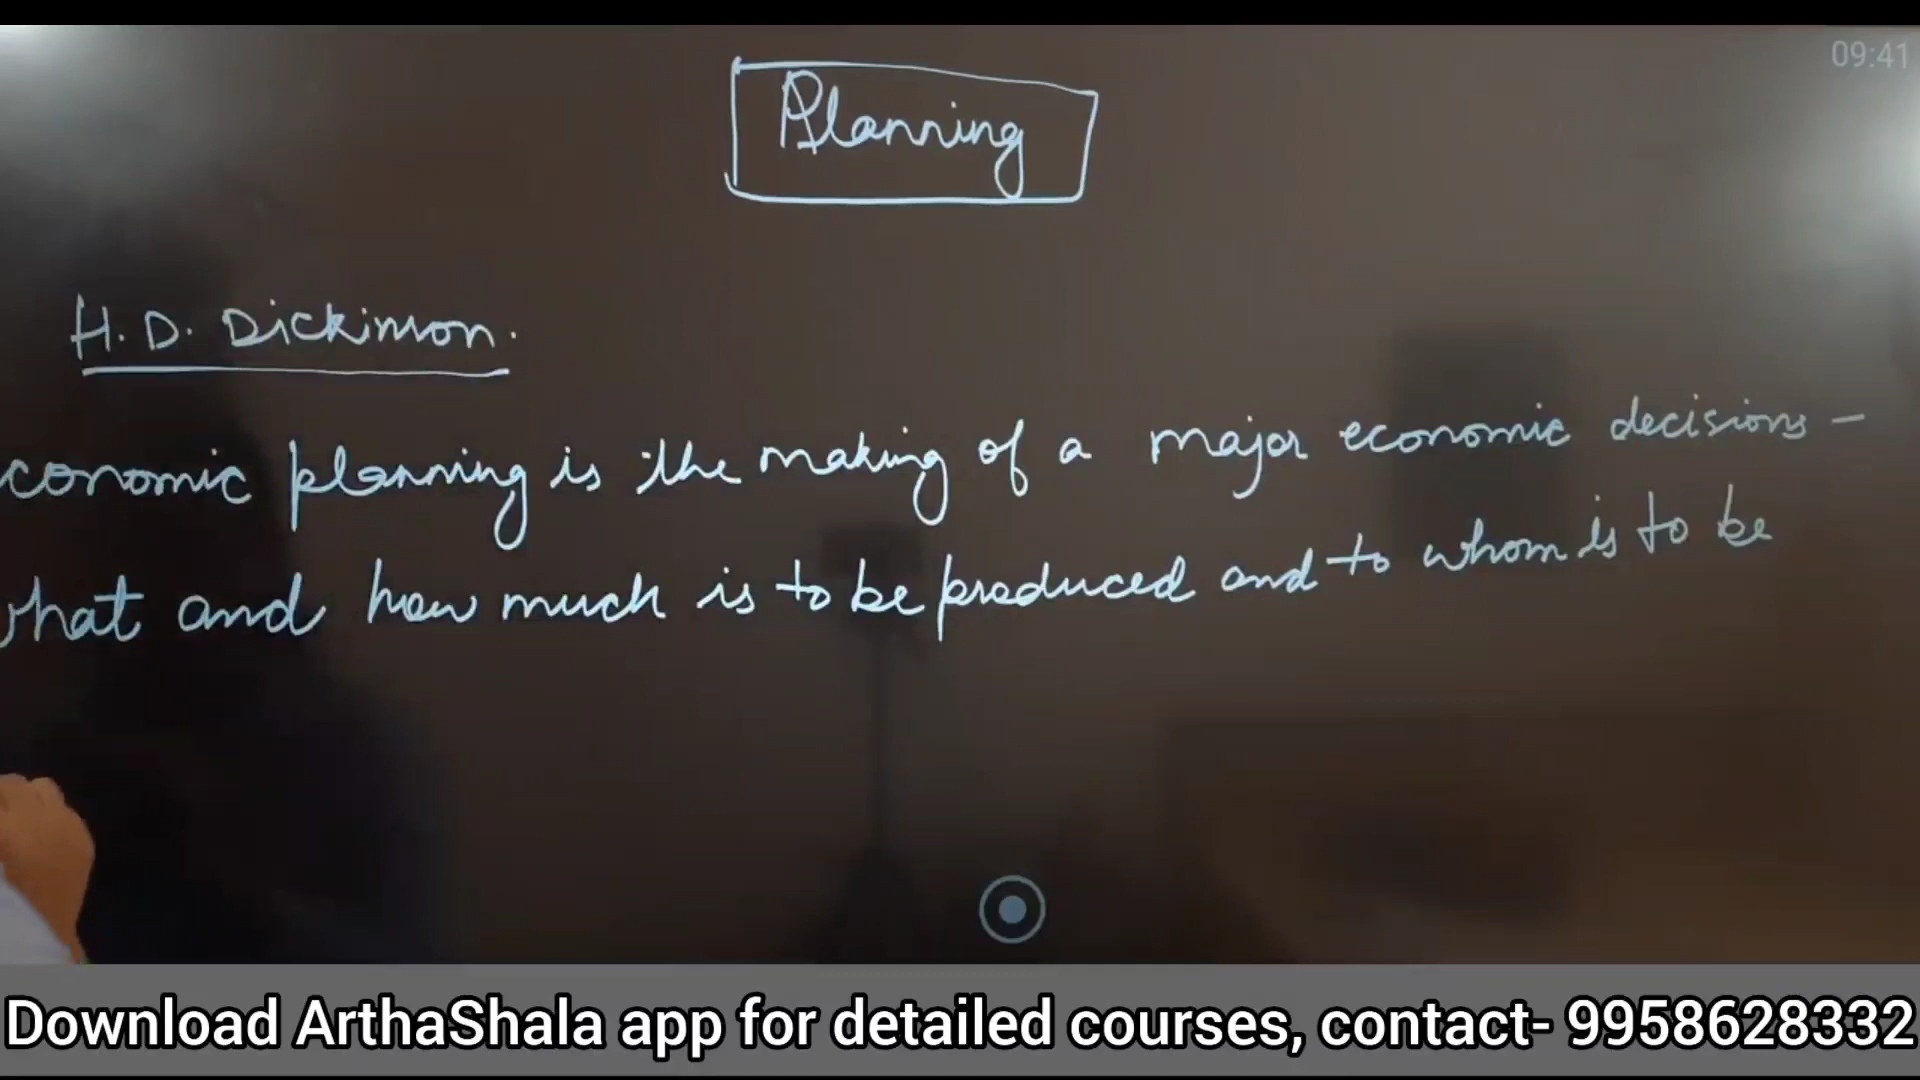 09:41
Planning
H. D. Dickinson.
conomic planning is the making of a major economic decisions -
what and how much is to be produced and to whom is to be
Download ArthaShala app for detailed courses, contact- 9958628332